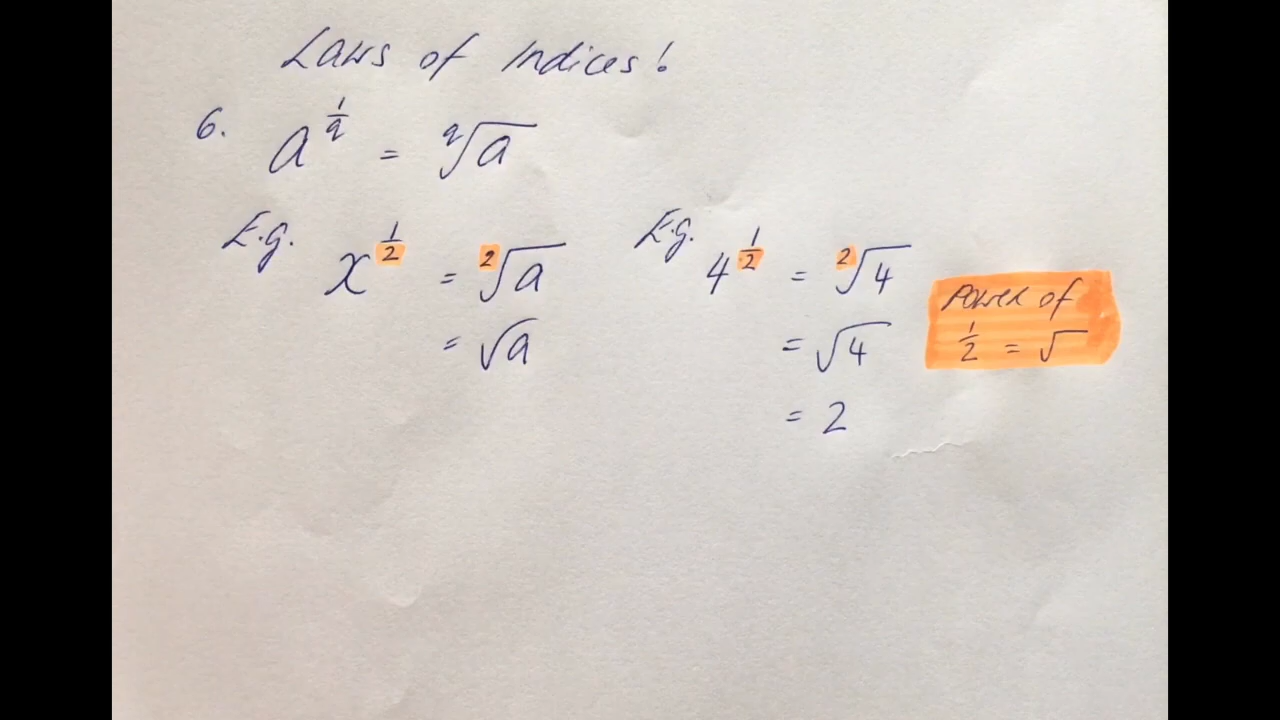 Laws of Indices!
6. a^(1/q) = q√a
E.g. x^(1/2) = 2√a
= √a
E.g. 4^(1/2) = 2√4
= √4
= 2
Power of
1/2 = √